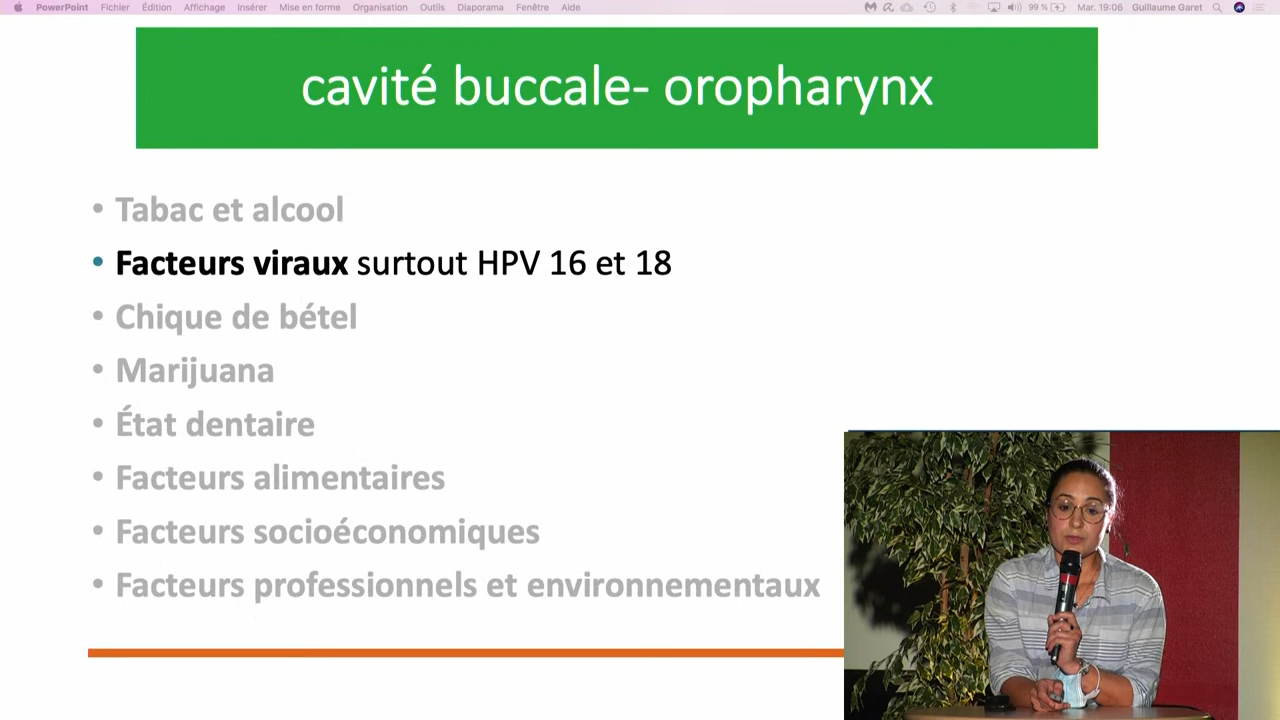 PowerPoint Fichier Édition Affichage Insérer Mise en forme Organisation Outils Diaporama Fenêtre Aide 99 % Mar. 19:06 Guillaume Garet
cavité buccale- oropharynx
• Tabac et alcool
• Facteurs viraux surtout HPV 16 et 18
• Chique de bétel
• Marijuana
• État dentaire
• Facteurs alimentaires
• Facteurs socioéconomiques
• Facteurs professionnels et environnementaux